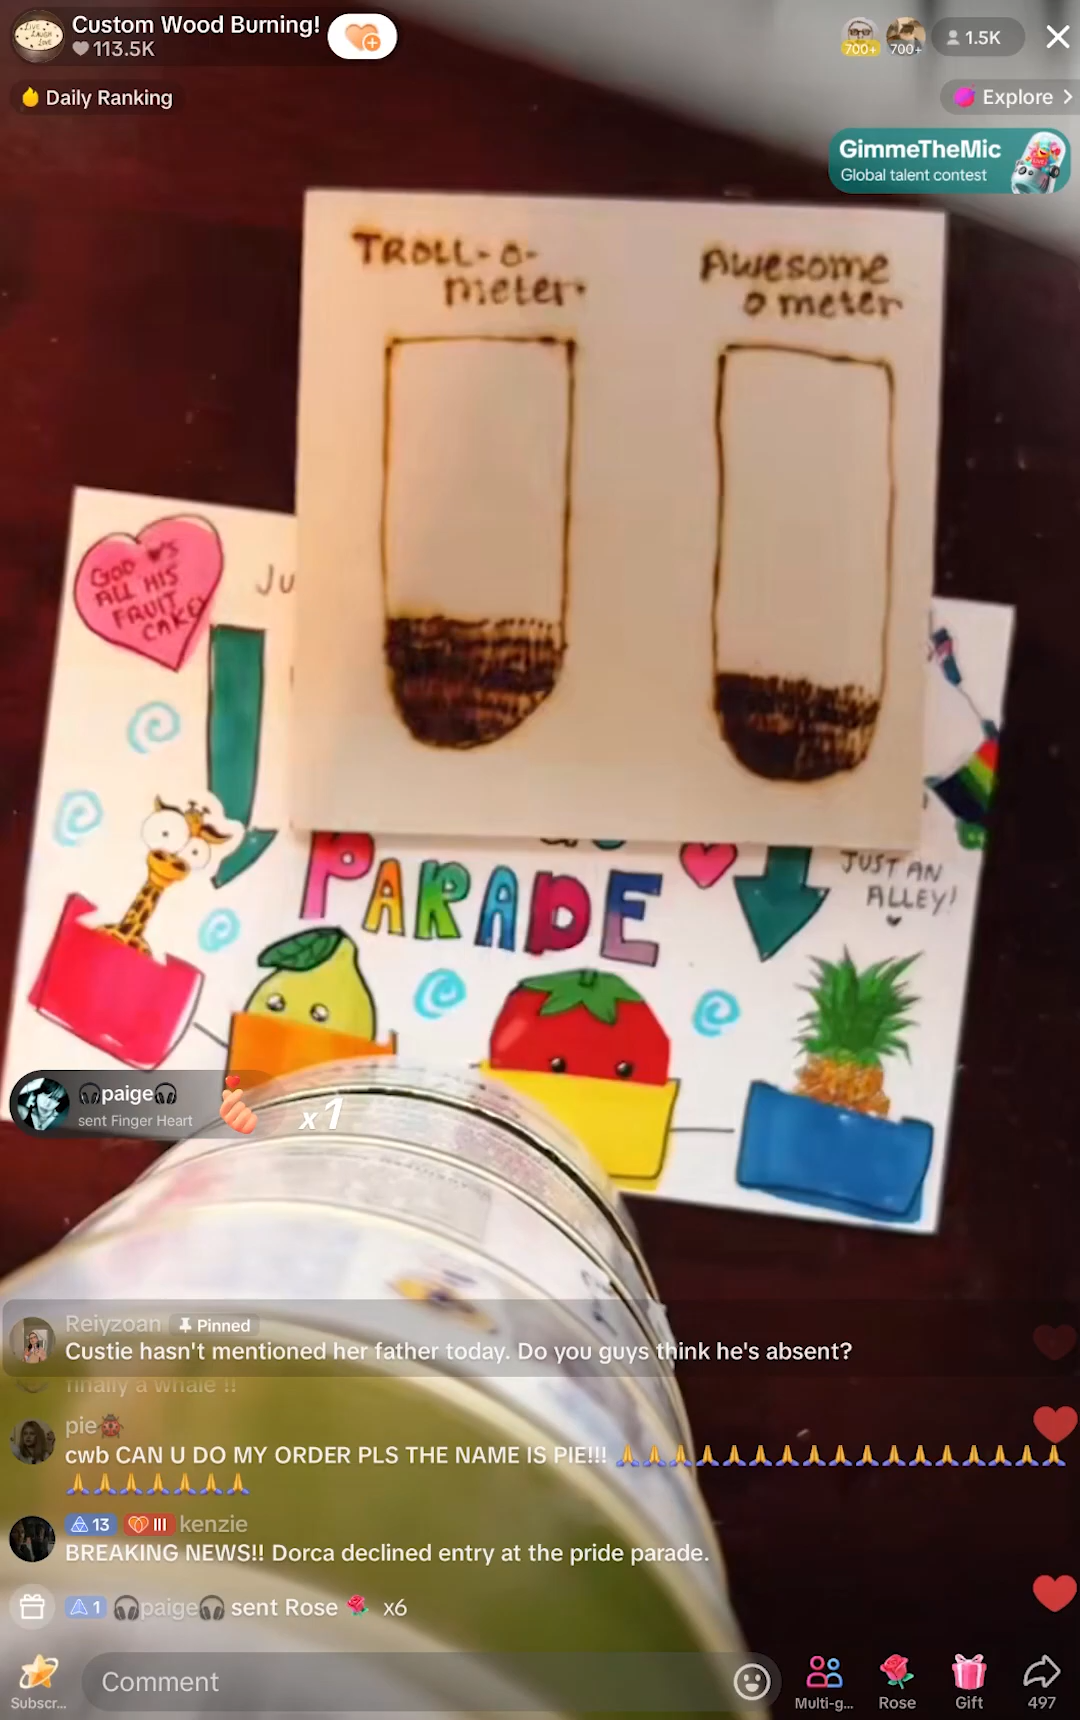 Custom Wood Burning!
113.5K
700+
700+
1.5K
Daily Ranking
Explore
GimmeTheMic
Global talent contest
TROLL-O-
meter
Awesome
o meter
GOD ♥'S
ALL HIS
FRUIT
CAKES
JU
PARADE
JUST AN
ALLEY!
🎧paige🎧
sent Finger Heart
x1
Reiyzoan Pinned
Custie hasn't mentioned her father today. Do you guys think he's absent?
finally a whale !!
pie🐞
cwb CAN U DO MY ORDER PLS THE NAME IS PIE!!! 🙏🙏🙏🙏🙏🙏🙏🙏🙏🙏🙏🙏🙏🙏🙏🙏🙏
🙏🙏🙏🙏🙏🙏🙏
13 III kenzie
BREAKING NEWS!! Dorca declined entry at the pride parade.
1 🎧paige🎧 sent Rose 🌹 x6
Subscr...
Comment
Multi-g...
Rose
Gift
497